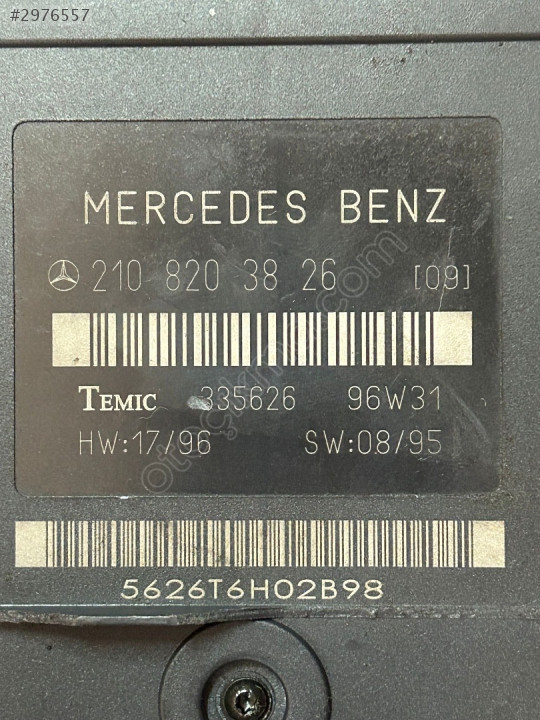 #2976557
MERCEDES BENZ
210 820 38 26 [09]
TEMIC 335626 96W31
HW:17/96 SW:08/95
5626T6H02B98